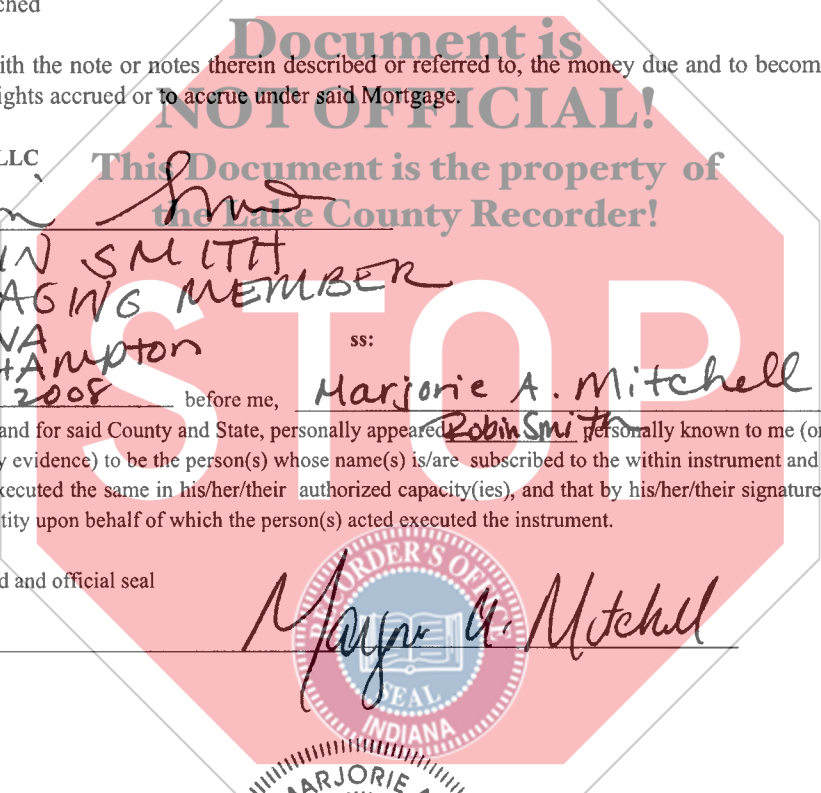 ched
Document is
ith the note or notes therein described or referred to, the money due and to becom
ights accrued or to accrue under said Mortgage.
NOT OFFICIAL!
LLC
This Document is the property of
the Lake County Recorder!
IN SMITH
AGING MEMBER
VA
HAMPTON
ss:
2008 before me, Marjorie A. Mitchell
and for said County and State, personally appeared Robin Smith personally known to me (or
y evidence) to be the person(s) whose name(s) is/are subscribed to the within instrument and
xecuted the same in his/her/their authorized capacity(ies), and that by his/her/their signature
tity upon behalf of which the person(s) acted executed the instrument.
STOP
d and official seal
RECORDER'S OFFICE
SEAL
INDIANA
MARJORIE A